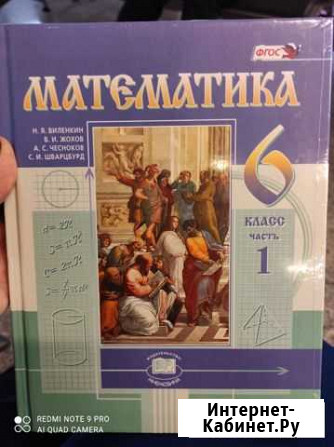 ФГОС
МАТЕМАТИКА
Н. Я. ВИЛЕНКИН
В. И. ЖОХОВ
А. С. ЧЕСНОКОВ
С. И. ШВАРЦБУРД
6
КЛАСС
ЧАСТЬ
1
МНЕМОЗИНА
REDMI NOTE 9 PRO
AI QUAD CAMERA
Интернет-
Кабинет.Ру